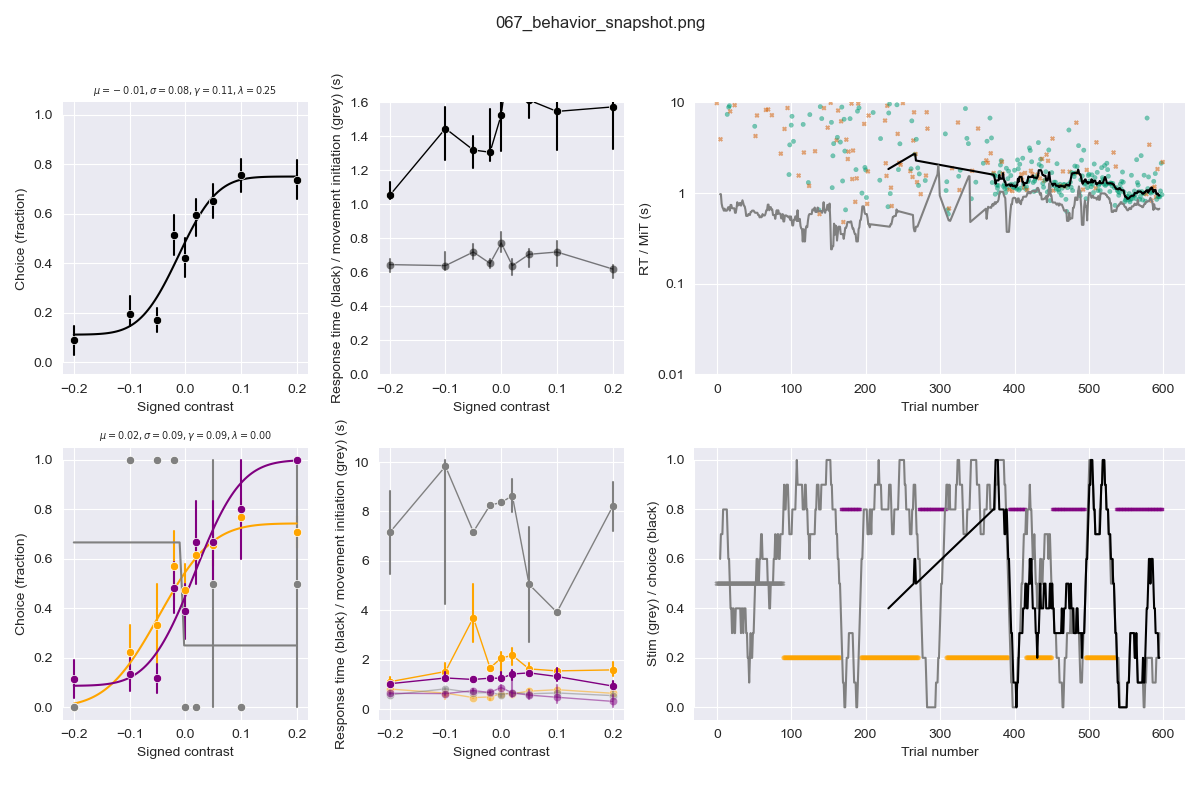 067_behavior_snapshot.png
μ = − 0.01, σ = 0.08, γ = 0.11, λ = 0.25
Choice (fraction)
1.0
0.8
0.6
0.4
0.2
0.0
−0.2 −0.1 0.0 0.1 0.2
Signed contrast
Response time (black) / movement initiation (grey) (s)
1.6
1.4
1.2
1.0
0.8
0.6
0.4
0.2
0.0
−0.2 −0.1 0.0 0.1 0.2
Signed contrast
RT / MiT (s)
10
1
0.1
0.01
0 100 200 300 400 500 600
Trial number
μ = 0.02, σ = 0.09, γ = 0.09, λ = 0.00
Choice (fraction)
1.0
0.8
0.6
0.4
0.2
0.0
−0.2 −0.1 0.0 0.1 0.2
Signed contrast
Response time (black) / movement initiation (grey) (s)
10
8
6
4
2
0
−0.2 −0.1 0.0 0.1 0.2
Signed contrast
Stim (grey) / choice (black)
1.0
0.8
0.6
0.4
0.2
0.0
0 100 200 300 400 500 600
Trial number